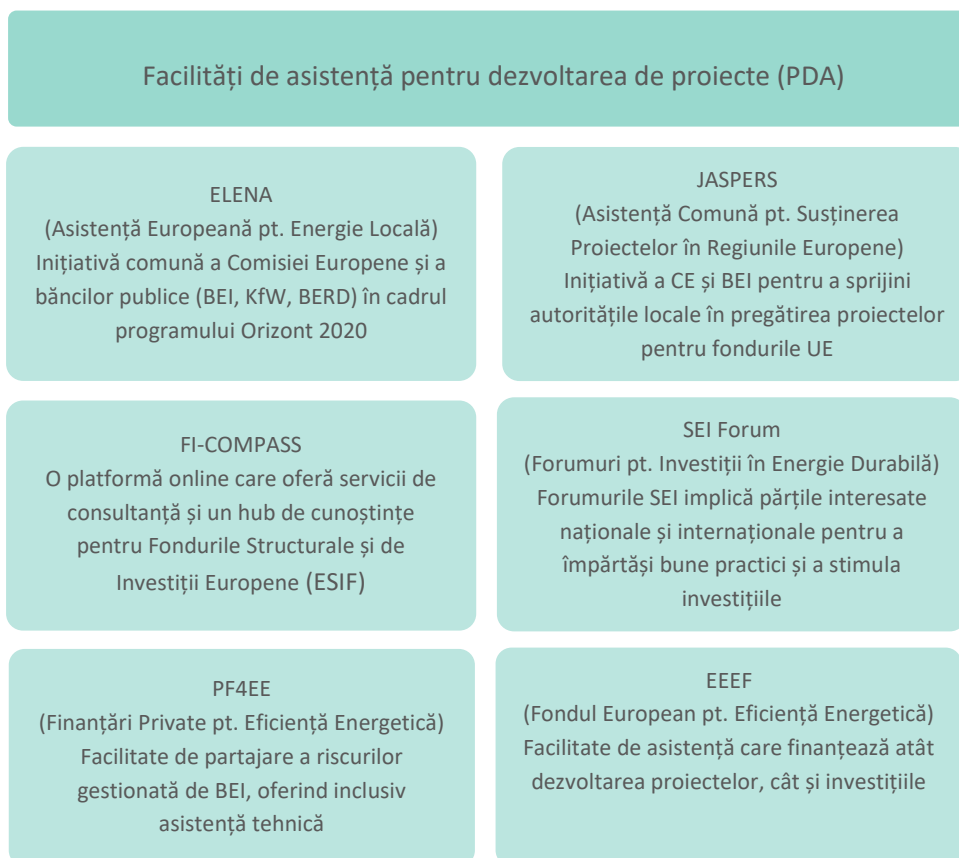 Facilități de asistență pentru dezvoltarea de proiecte (PDA)
ELENA
(Asistență Europeană pt. Energie Locală)
Inițiativă comună a Comisiei Europene și a
băncilor publice (BEI, KfW, BERD) în cadrul
programului Orizont 2020
JASPERS
(Asistență Comună pt. Susținerea
Proiectelor în Regiunile Europene)
Inițiativă a CE și BEI pentru a sprijini
autoritățile locale în pregătirea proiectelor
pentru fondurile UE
FI-COMPASS
O platformă online care oferă servicii de
consultanță și un hub de cunoștințe
pentru Fondurile Structurale și de
Investiții Europene (ESIF)
SEI Forum
(Forumuri pt. Investiții în Energie Durabilă)
Forumurile SEI implică părțile interesate
naționale și internaționale pentru a
împărtăși bune practici și a stimula
investițiile
PF4EE
(Finanțări Private pt. Eficiență Energetică)
Facilitate de partajare a riscurilor
gestionată de BEI, oferind inclusiv
asistență tehnică
EEEF
(Fondul European pt. Eficiență Energetică)
Facilitate de asistență care finanțează atât
dezvoltarea proiectelor, cât și investițiile